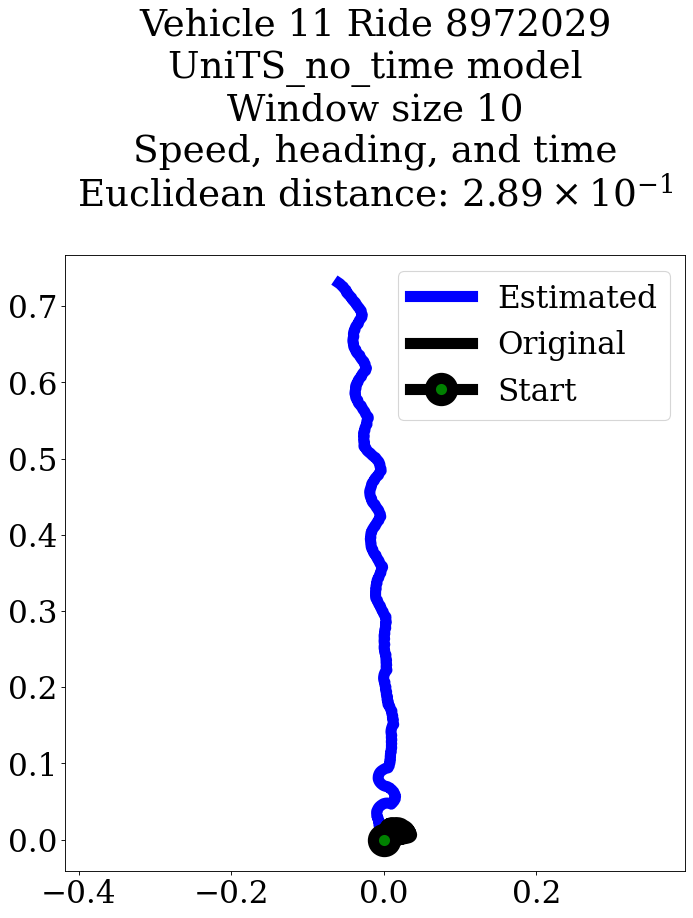 Vehicle 11 Ride 8972029
UniTS_no_time model
Window size 10
Speed, heading, and time
Euclidean distance: 2.89 × 10⁻¹
Estimated
Original
Start
0.7
0.6
0.5
0.4
0.3
0.2
0.1
0.0
−0.4
−0.2
0.0
0.2